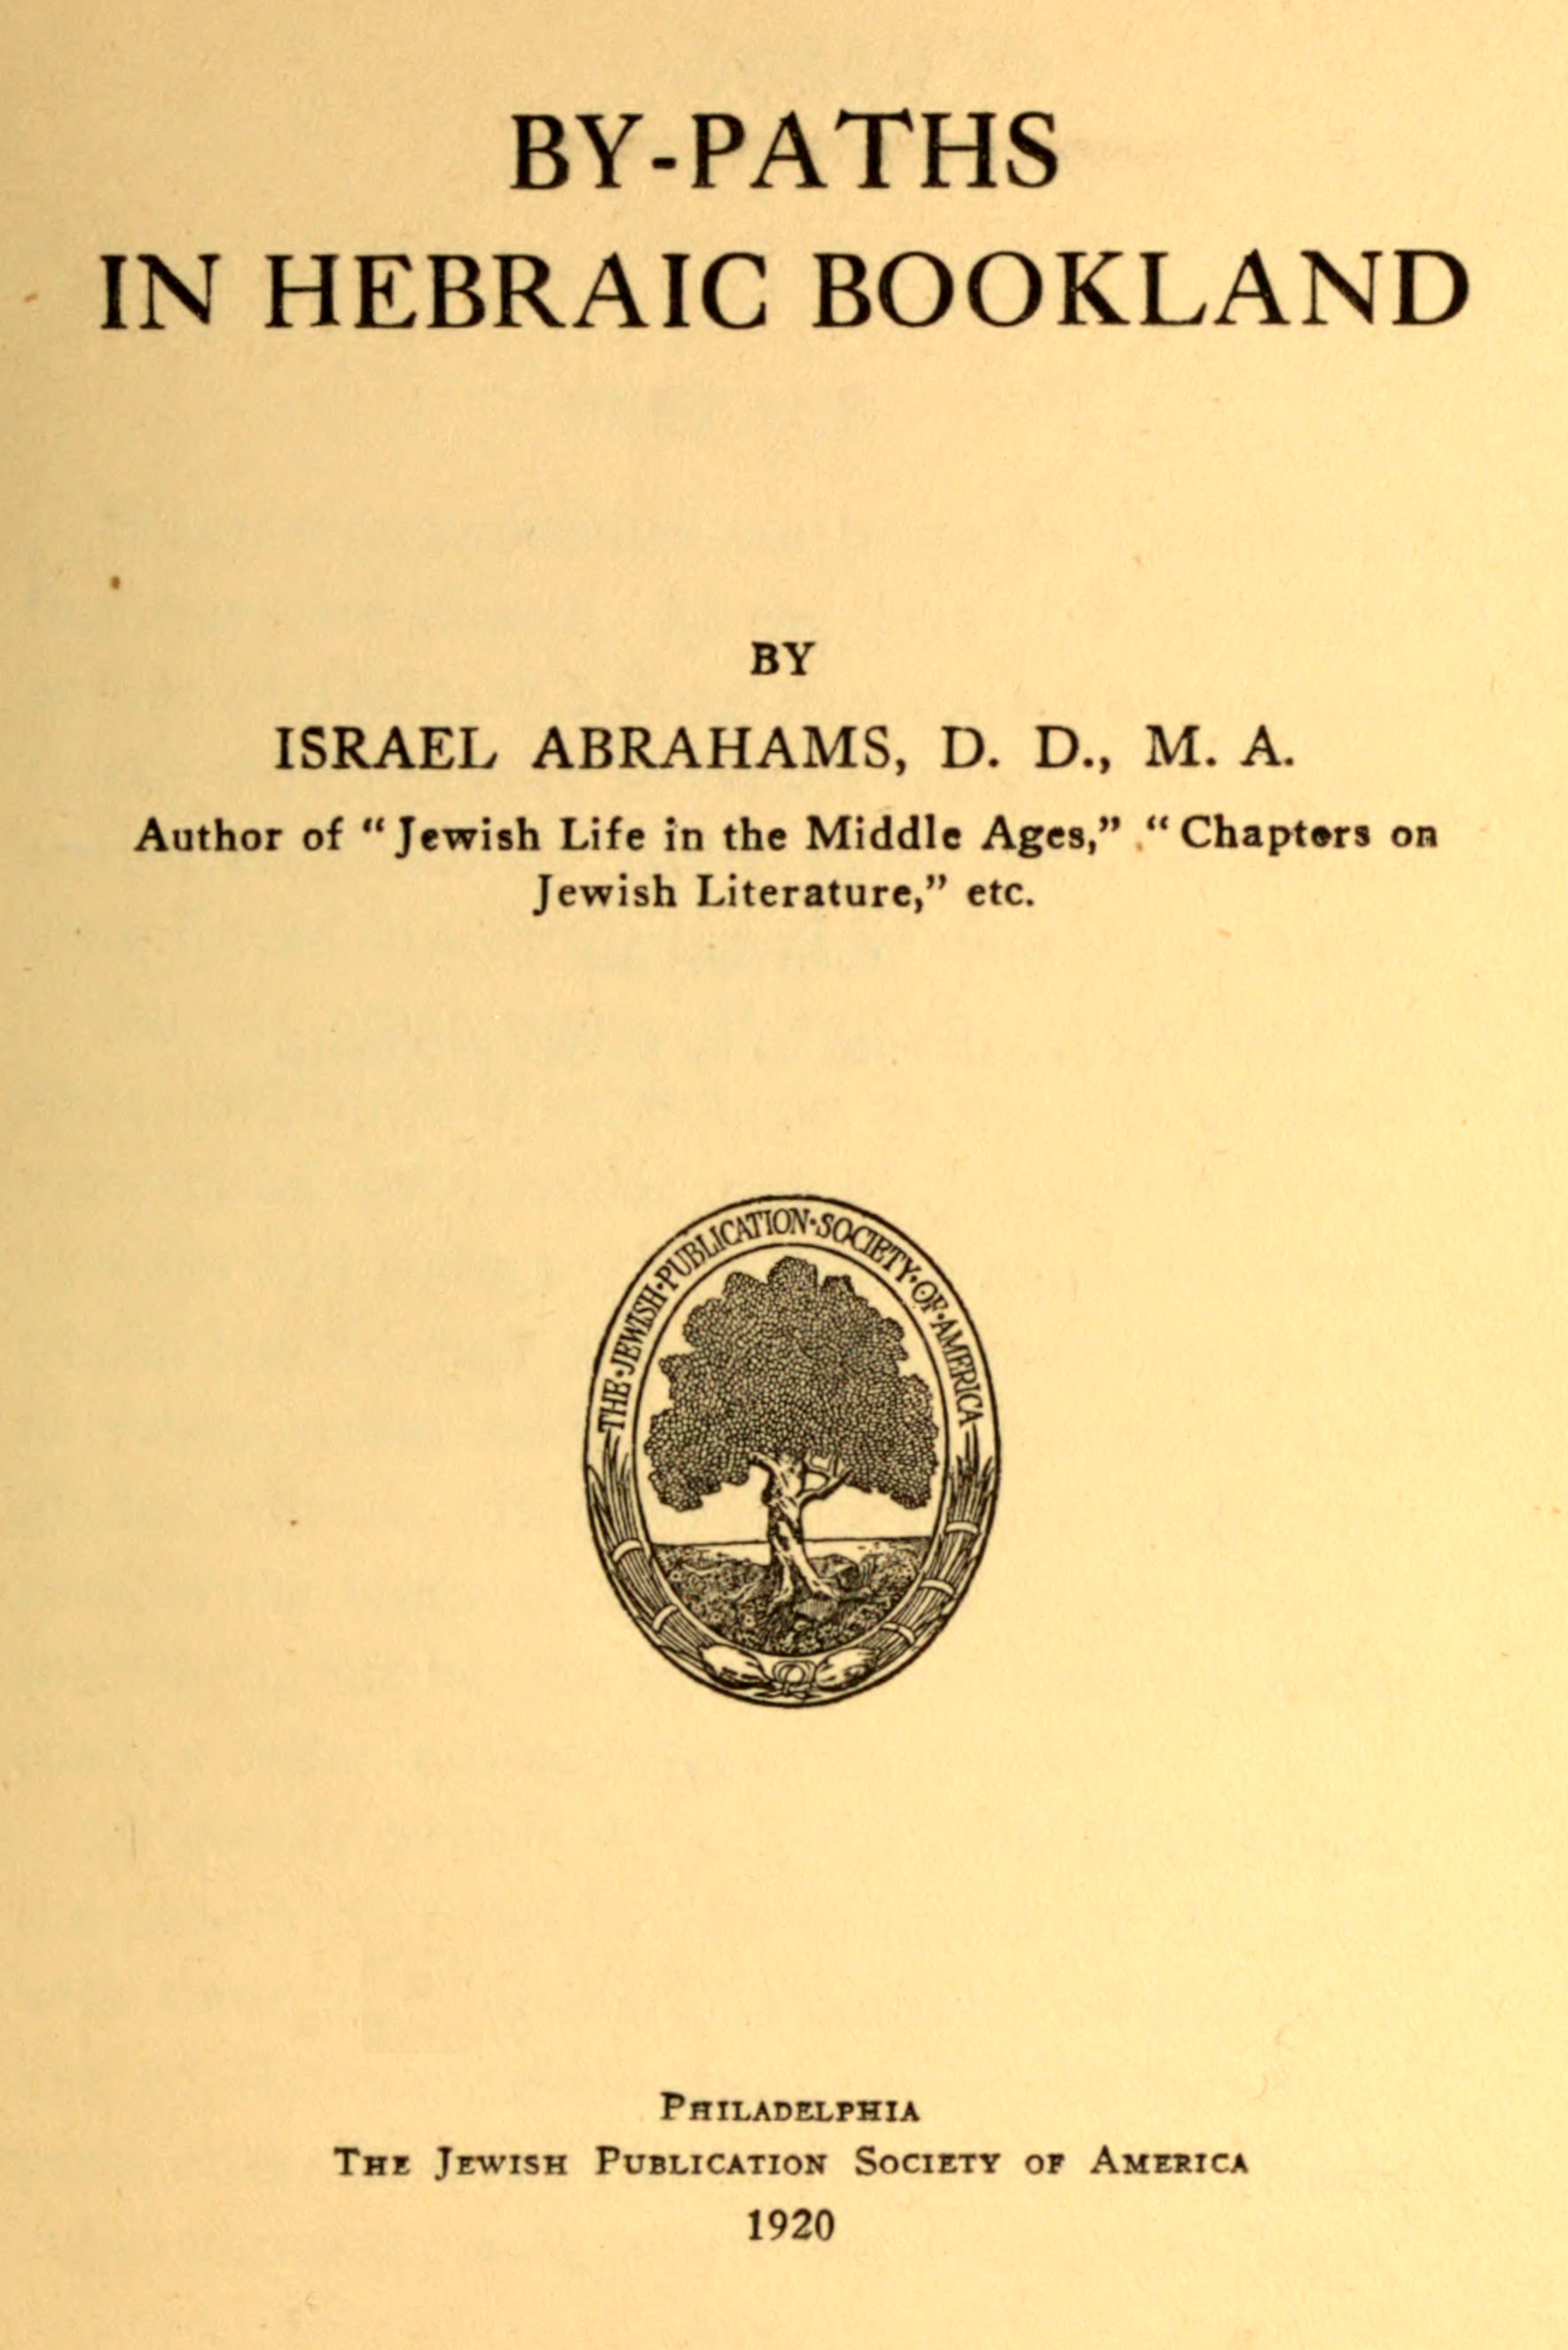 BY-PATHS
IN HEBRAIC BOOKLAND
BY
ISRAEL ABRAHAMS, D. D., M. A.
Author of “Jewish Life in the Middle Ages,” “Chapters on
Jewish Literature,” etc.
THE·JEWISH·PUBLICATION·SOCIETY·OF·AMERICA
PHILADELPHIA
THE JEWISH PUBLICATION SOCIETY OF AMERICA
1920